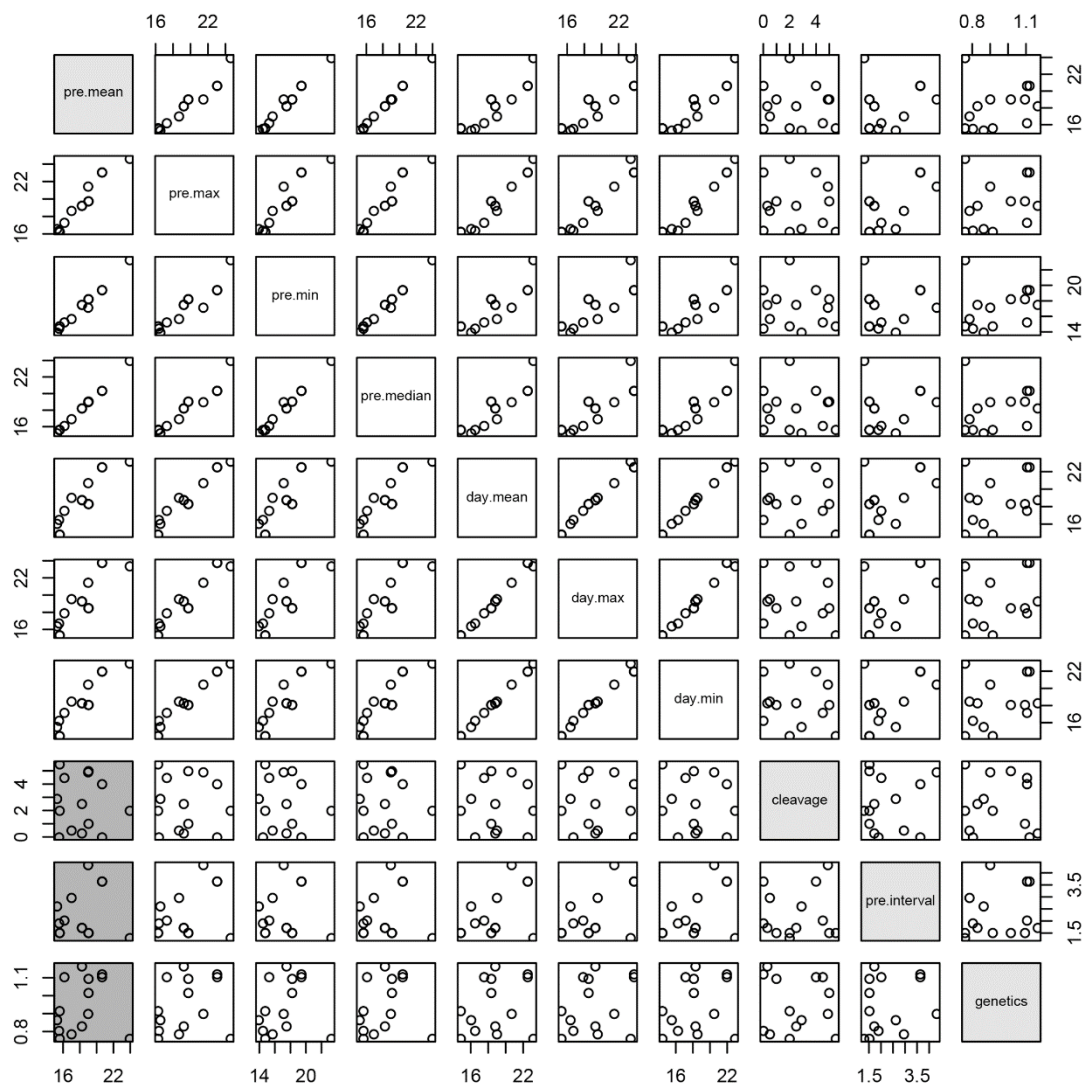 16 22 16 22 16 22 0 2 4 0.8 1.1
pre.mean 16 22
16 22 pre.max
pre.min 14 20
16 22 pre.median
day.mean 16 22
16 22 day.max
day.min 16 22
0 2 4 cleavage
pre.interval 1.5 3.5
0.8 1.1 genetics
16 22 14 20 16 22 16 22 1.5 3.5